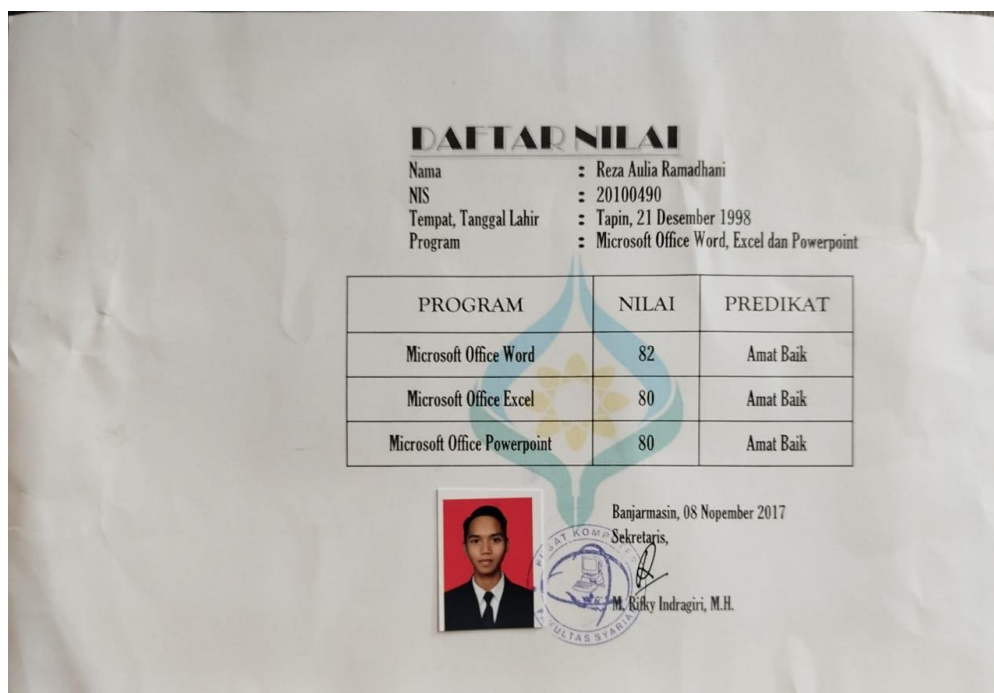 DAFTAR NILAI
Nama : Reza Aulia Ramadhani
NIS : 20100490
Tempat, Tanggal Lahir : Tapin, 21 Desember 1998
Program : Microsoft Office Word, Excel dan Powerpoint
PROGRAM NILAI PREDIKAT
Microsoft Office Word 82 Amat Baik
Microsoft Office Excel 80 Amat Baik
Microsoft Office Powerpoint 80 Amat Baik
Banjarmasin, 08 Nopember 2017
Sekretaris,
M. Rifky Indragiri, M.H.